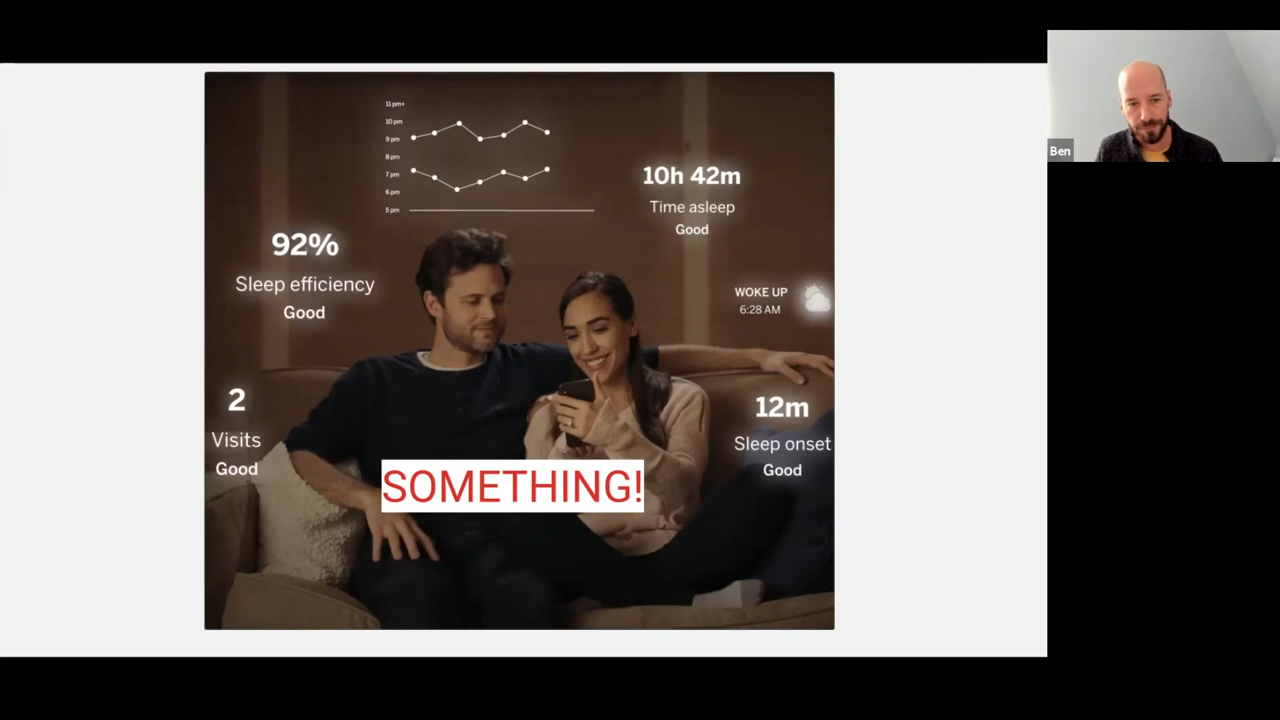 11 pm+
10 pm
9 pm
8 pm
7 pm
6 pm
5 pm
10h 42m
Time asleep
Good
92%
Sleep efficiency
Good
WOKE UP
6:28 AM
2
Visits
Good
12m
Sleep onset
Good
SOMETHING!
Ben